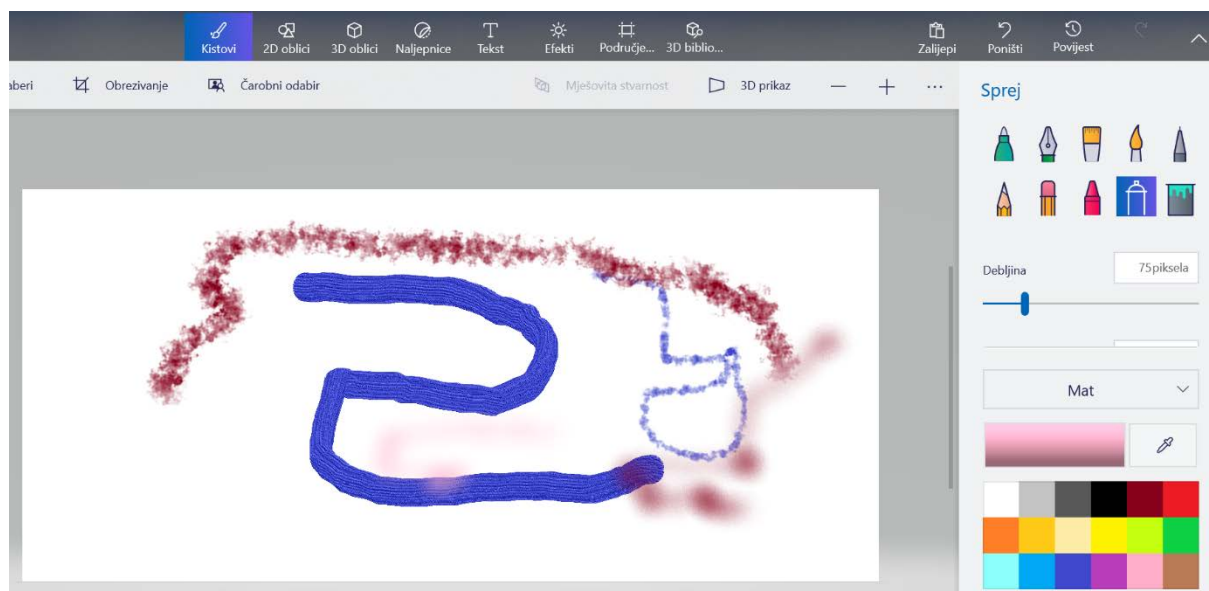 Kistovi 2D oblici 3D oblici Naljepnice Tekst Efekti Područje... 3D biblio... Zalijepi Poništi Povijest
aberi Obrezivanje Čarobni odabir Mješovita stvarnost 3D prikaz
Sprej
Debljina 75piksela
Mat